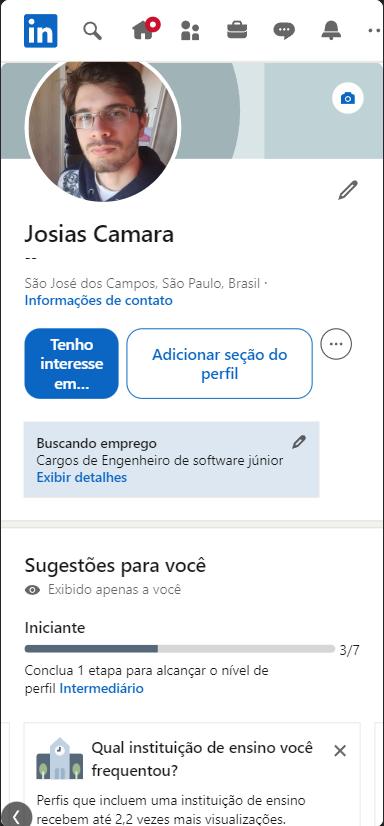 in
Josias Camara
--
São José dos Campos, São Paulo, Brasil ·
Informações de contato
Tenho
interesse
em...
Adicionar seção do
perfil
Buscando emprego
Cargos de Engenheiro de software júnior
Exibir detalhes
Sugestões para você
Exibido apenas a você
Iniciante
3/7
Conclua 1 etapa para alcançar o nível de
perfil Intermediário
Qual instituição de ensino você
frequentou?
Perfis que incluem uma instituição de ensino
recebem até 2,2 vezes mais visualizações.